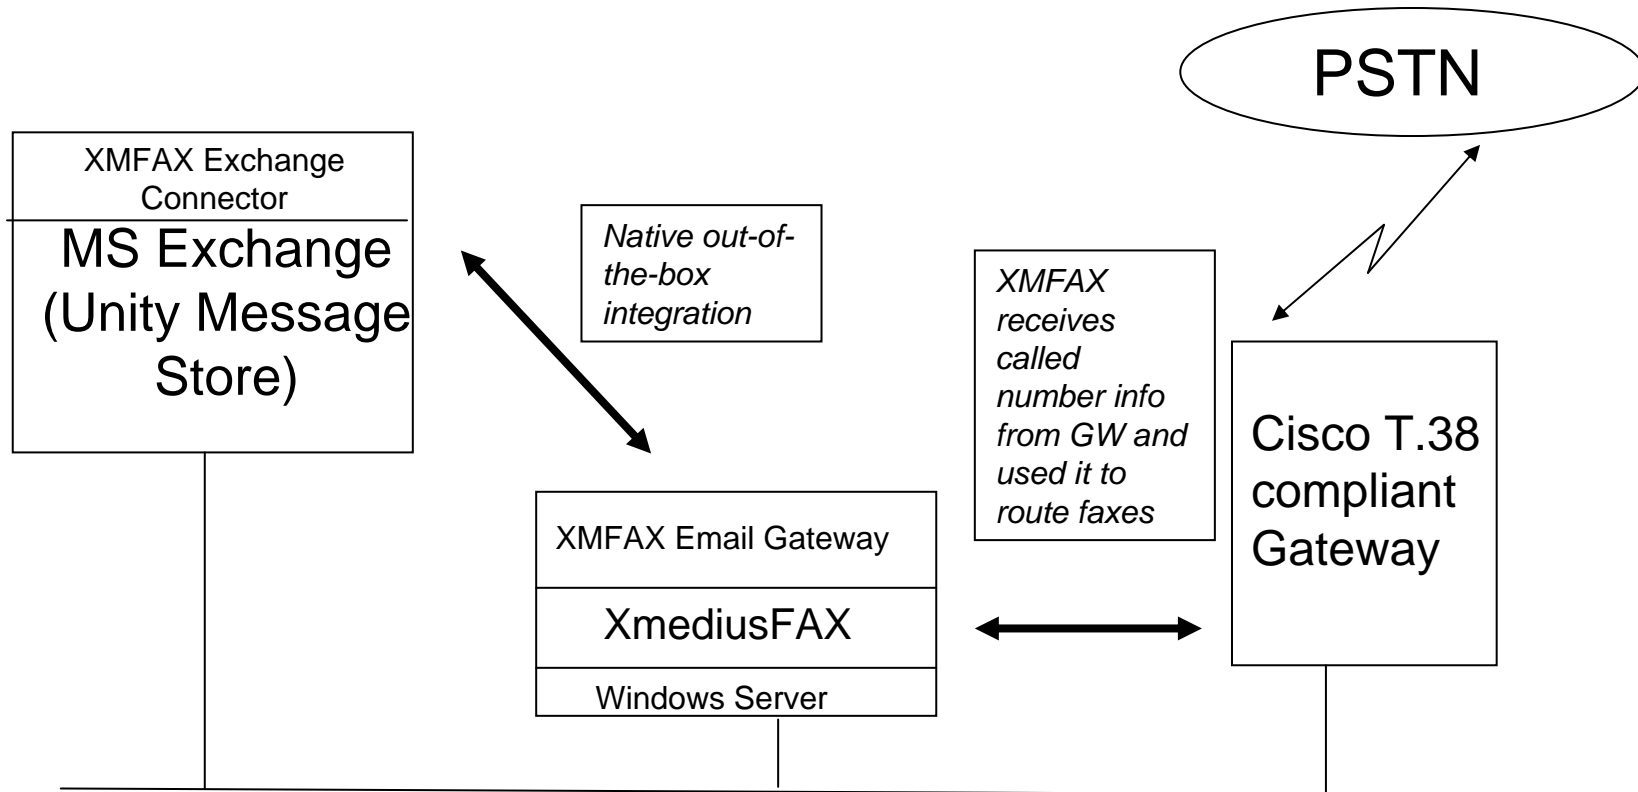 PSTN
XMFAX Exchange
Connector
MS Exchange
(Unity Message
Store)
Native out-of-
the-box
integration
XMFAX
receives
called
number info
from GW and
used it to
route faxes
Cisco T.38
compliant
Gateway
XMFAX Email Gateway
XmediusFAX
Windows Server